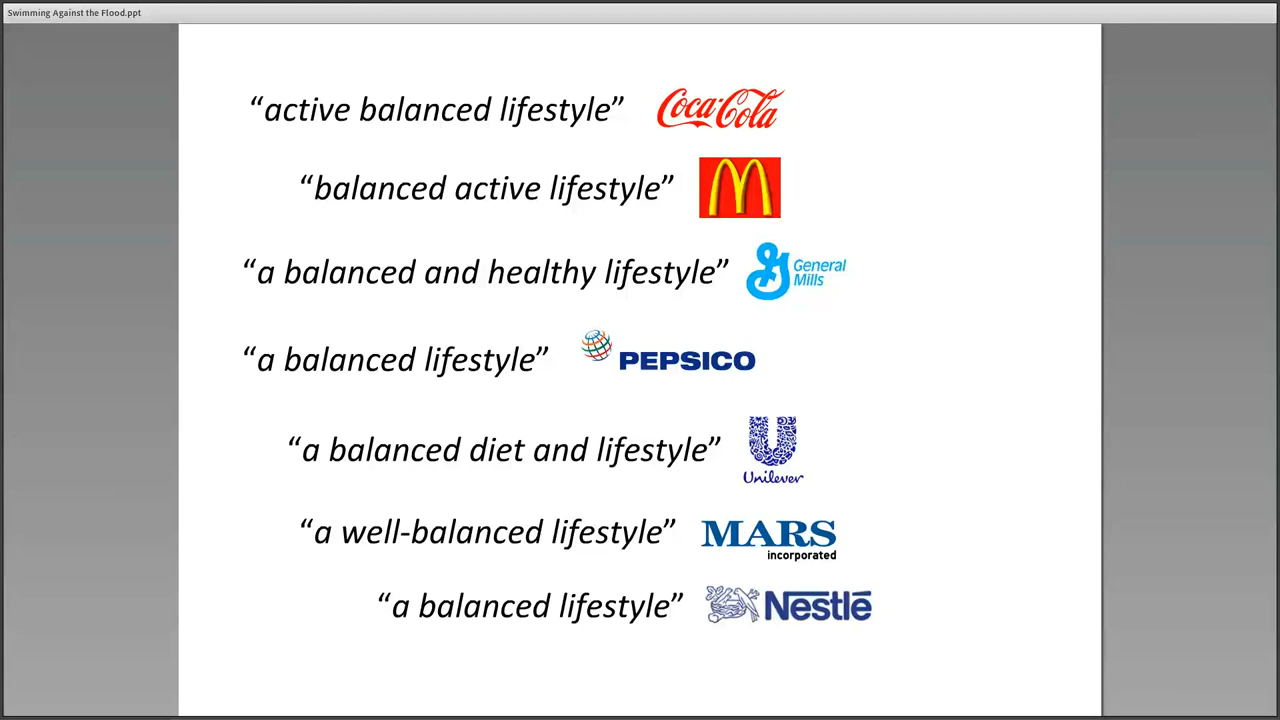 Swimming Against the Flood.ppt
“active balanced lifestyle” Coca-Cola
“balanced active lifestyle”
“a balanced and healthy lifestyle” General
Mills
“a balanced lifestyle” PEPSICO
“a balanced diet and lifestyle”
Unilever
“a well-balanced lifestyle” MARS
incorporated
“a balanced lifestyle” Nestlé